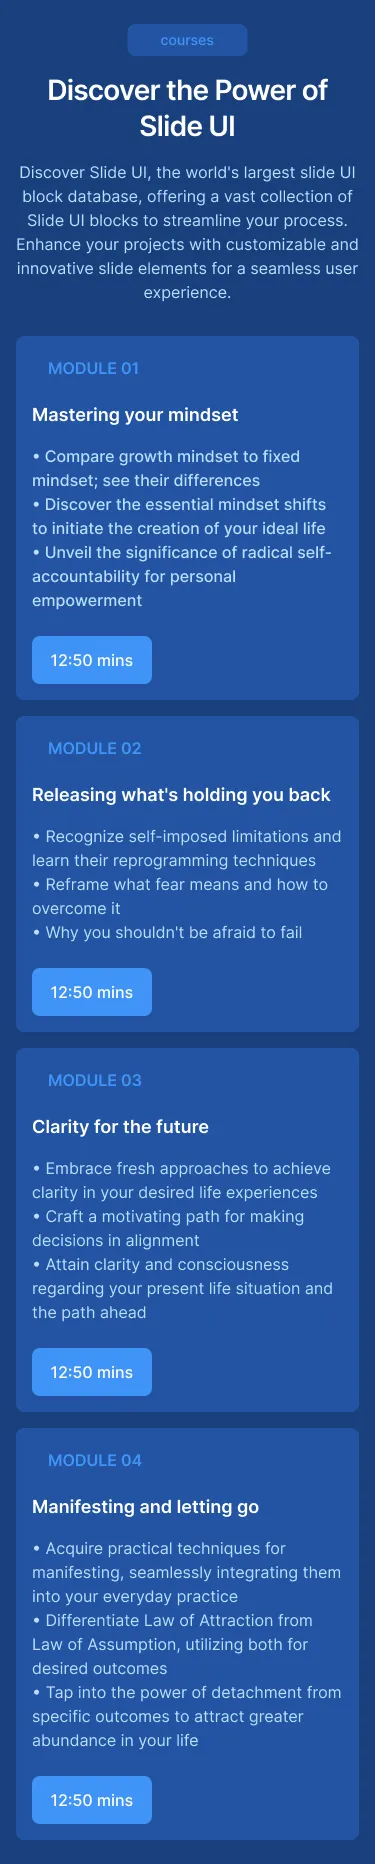 courses
Discover the Power of
Slide UI
Discover Slide UI, the world's largest slide UI
block database, offering a vast collection of
Slide UI blocks to streamline your process.
Enhance your projects with customizable and
innovative slide elements for a seamless user
experience.
MODULE 01
Mastering your mindset
• Compare growth mindset to fixed
mindset; see their differences
• Discover the essential mindset shifts
to initiate the creation of your ideal life
• Unveil the significance of radical self-
accountability for personal
empowerment
12:50 mins
MODULE 02
Releasing what's holding you back
• Recognize self-imposed limitations and
learn their reprogramming techniques
• Reframe what fear means and how to
overcome it
• Why you shouldn't be afraid to fail
12:50 mins
MODULE 03
Clarity for the future
• Embrace fresh approaches to achieve
clarity in your desired life experiences
• Craft a motivating path for making
decisions in alignment
• Attain clarity and consciousness
regarding your present life situation and
the path ahead
12:50 mins
MODULE 04
Manifesting and letting go
• Acquire practical techniques for
manifesting, seamlessly integrating them
into your everyday practice
• Differentiate Law of Attraction from
Law of Assumption, utilizing both for
desired outcomes
• Tap into the power of detachment from
specific outcomes to attract greater
abundance in your life
12:50 mins